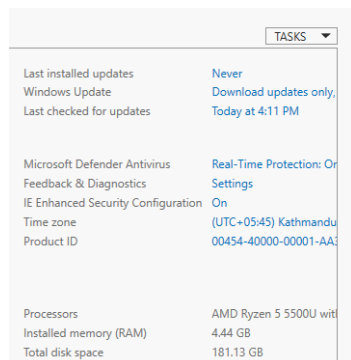 TASKS
Last installed updates Never
Windows Update Download updates only,
Last checked for updates Today at 4:11 PM
Microsoft Defender Antivirus Real-Time Protection: On
Feedback & Diagnostics Settings
IE Enhanced Security Configuration On
Time zone (UTC+05:45) Kathmandu
Product ID 00454-40000-00001-AA3
Processors AMD Ryzen 5 5500U with
Installed memory (RAM) 4.44 GB
Total disk space 181.13 GB